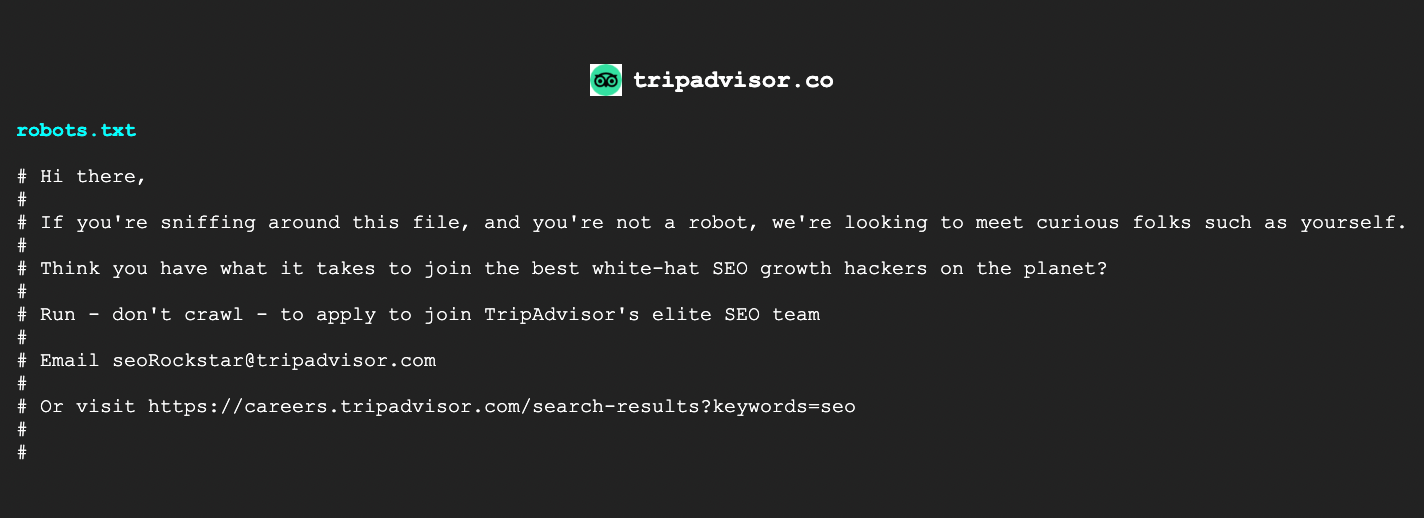 tripadvisor.co
robots.txt
# Hi there,
#
# If you're sniffing around this file, and you're not a robot, we're looking to meet curious folks such as yourself.
#
# Think you have what it takes to join the best white-hat SEO growth hackers on the planet?
#
# Run - don't crawl - to apply to join TripAdvisor's elite SEO team
#
# Email seoRockstar@tripadvisor.com
#
# Or visit https://careers.tripadvisor.com/search-results?keywords=seo
#
#